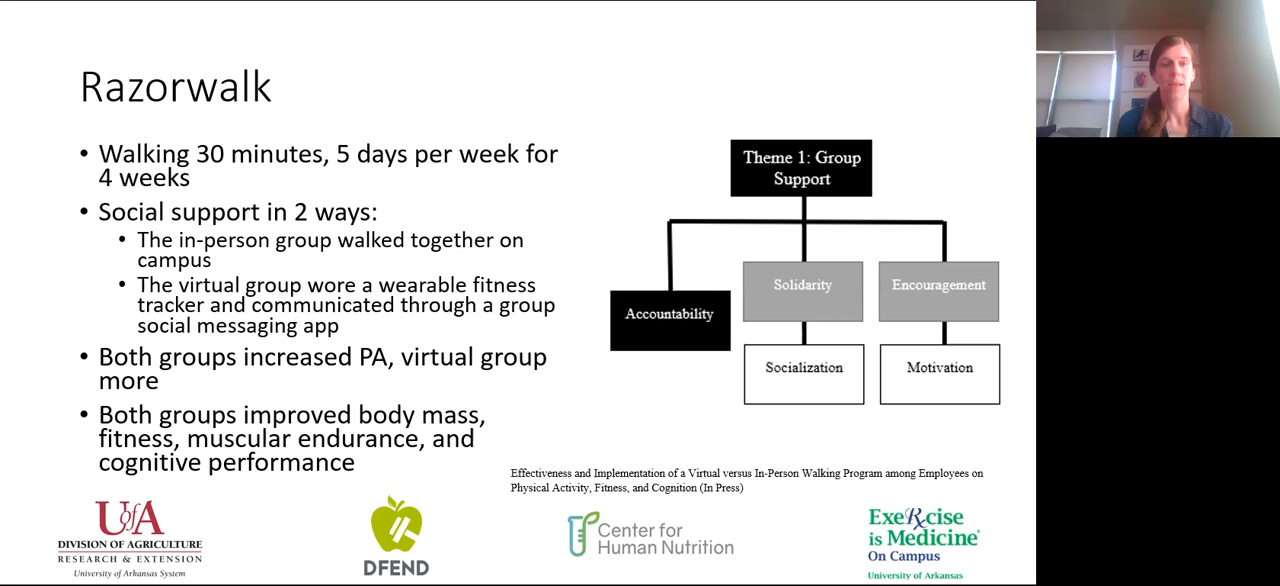 Razorwalk
• Walking 30 minutes, 5 days per week for
4 weeks
• Social support in 2 ways:
• The in-person group walked together on
campus
• The virtual group wore a wearable fitness
tracker and communicated through a group
social messaging app
• Both groups increased PA, virtual group
more
• Both groups improved body mass,
fitness, muscular endurance, and
cognitive performance
Theme 1: Group
Support
Accountability
Solidarity
Encouragement
Socialization
Motivation
Effectiveness and Implementation of a Virtual versus In-Person Walking Program among Employees on
Physical Activity, Fitness, and Cognition (In Press)
UofA
DIVISION OF AGRICULTURE
RESEARCH & EXTENSION
University of Arkansas System
DFEND
Center for
Human Nutrition
ExeRxcise
is Medicine®
On Campus
University of Arkansas